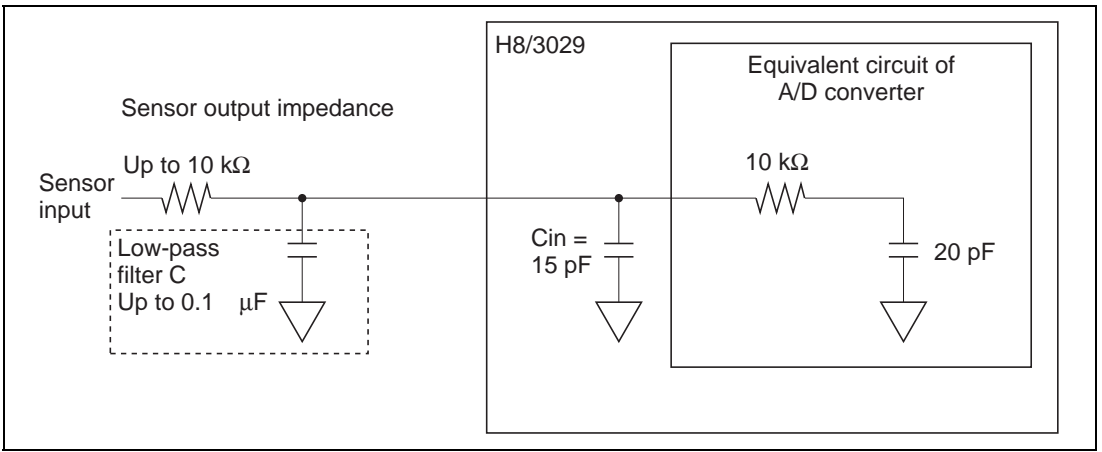 H8/3029
Equivalent circuit of
A/D converter
Sensor output impedance
Up to 10 kΩ
10 kΩ
Sensor
input
Low-pass
filter C
Up to 0.1 μF
Cin =
15 pF
20 pF